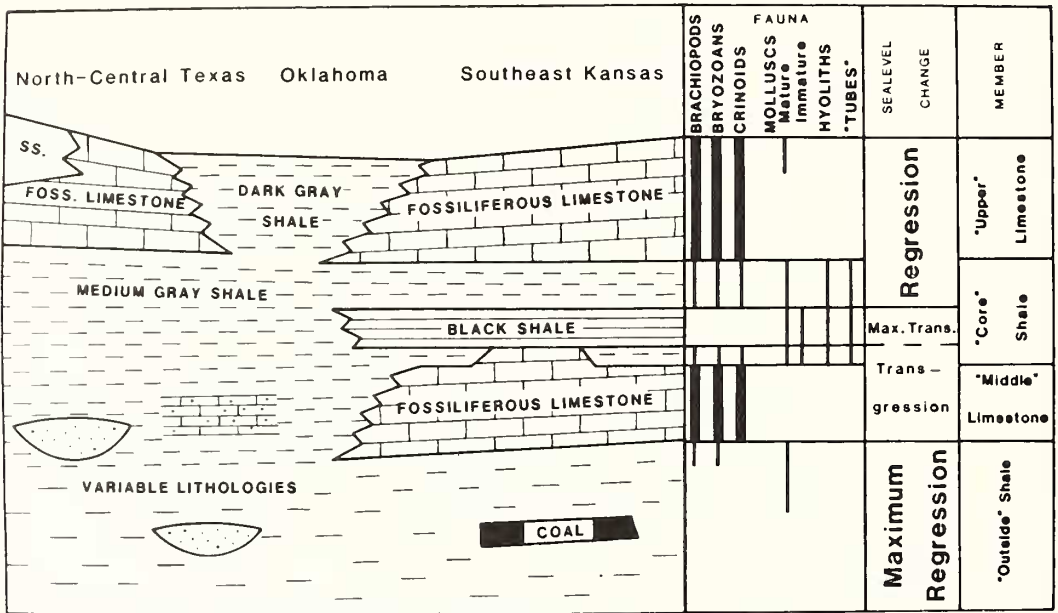 North-Central Texas
Oklahoma
Southeast Kansas
SS.
FOSS. LIMESTONE
DARK GRAY
SHALE
FOSSILIFEROUS LIMESTONE
MEDIUM GRAY SHALE
BLACK SHALE
FOSSILIFEROUS LIMESTONE
VARIABLE LITHOLOGIES
COAL
FAUNA
BRACHIOPODS
BRYOZOANS
CRINOIDS
MOLLUSCS
Mature
Immature
HYOLITHS
"TUBES"
SEALEVEL
CHANGE
MEMBER
Regression
Max. Trans.
Trans-
gression
Maximum
Regression
"Upper"
Limestone
"Core"
Shale
"Middle"
Limestone
"Outside" Shale